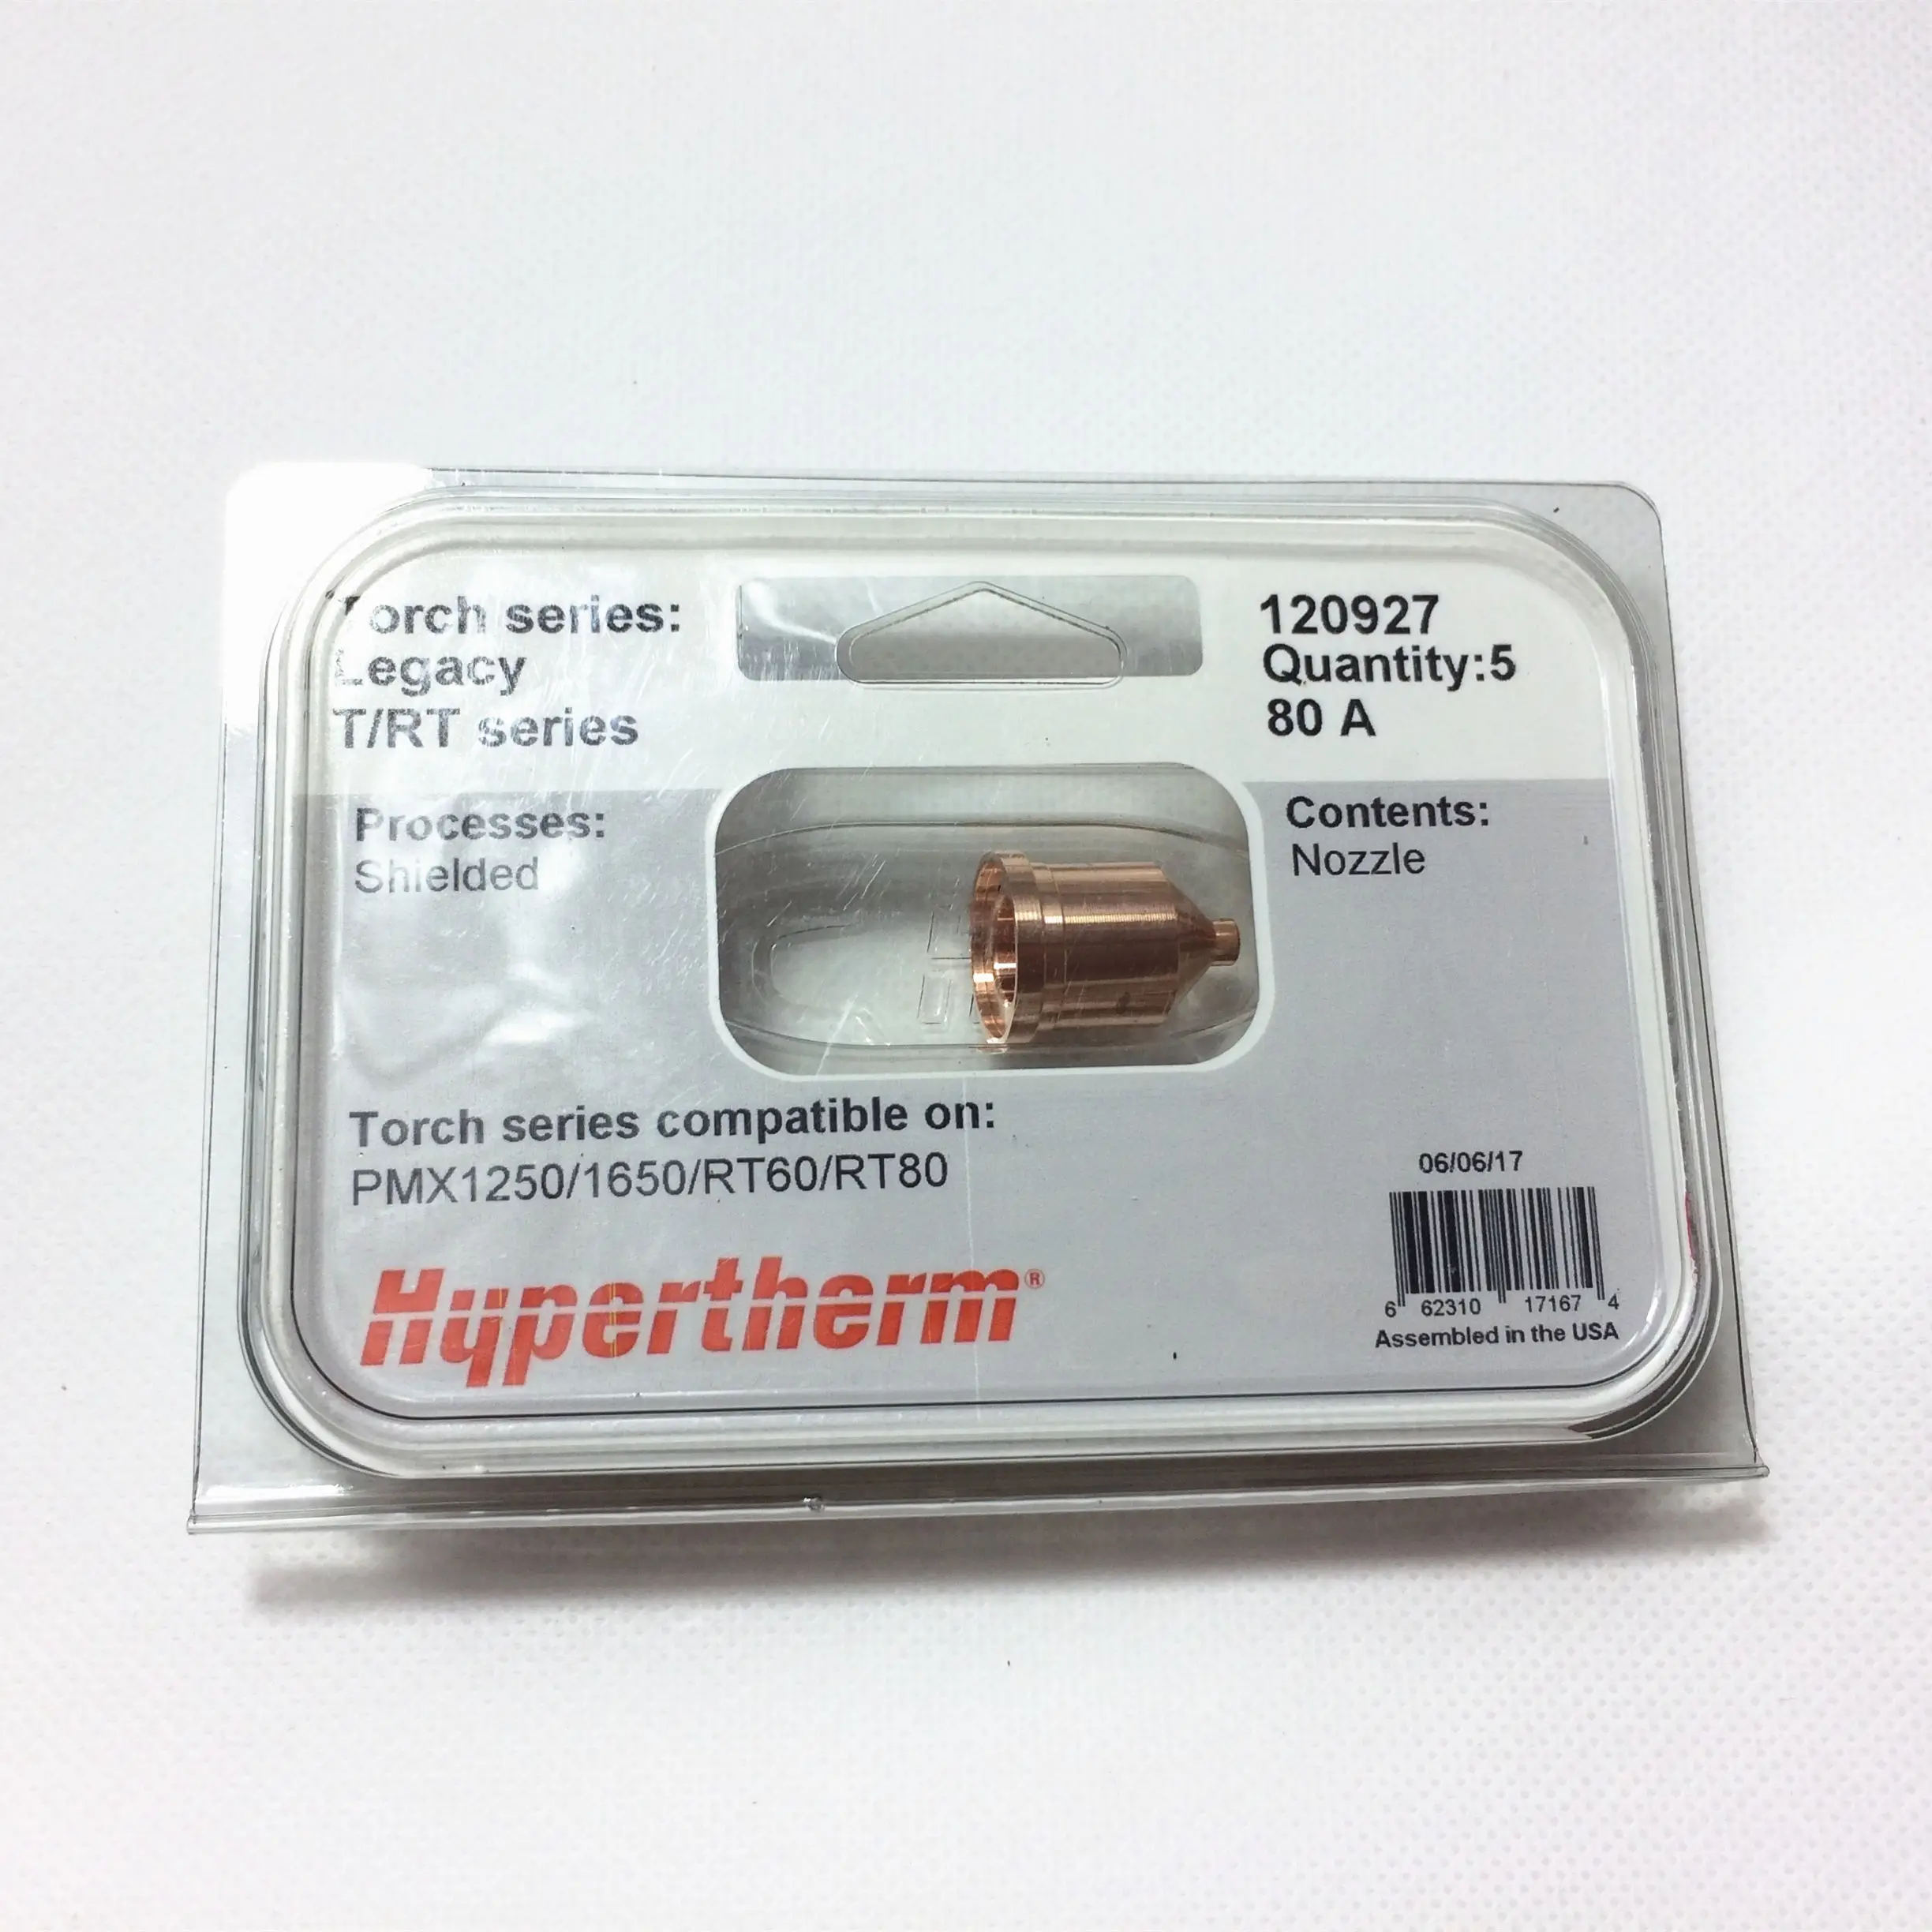 Torch series:
Legacy
T/RT series
120927
Quantity:5
80 A
Processes:
Shielded
Contents:
Nozzle
Torch series compatible on:
PMX1250/1650/RT60/RT80
Hypertherm®
06/06/17
6 62310 17167 4
Assembled in the USA